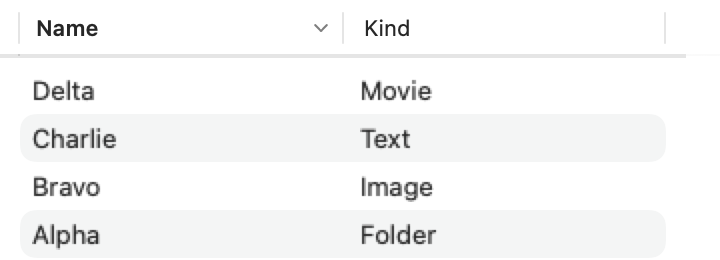 Name Kind
Delta Movie
Charlie Text
Bravo Image
Alpha Folder